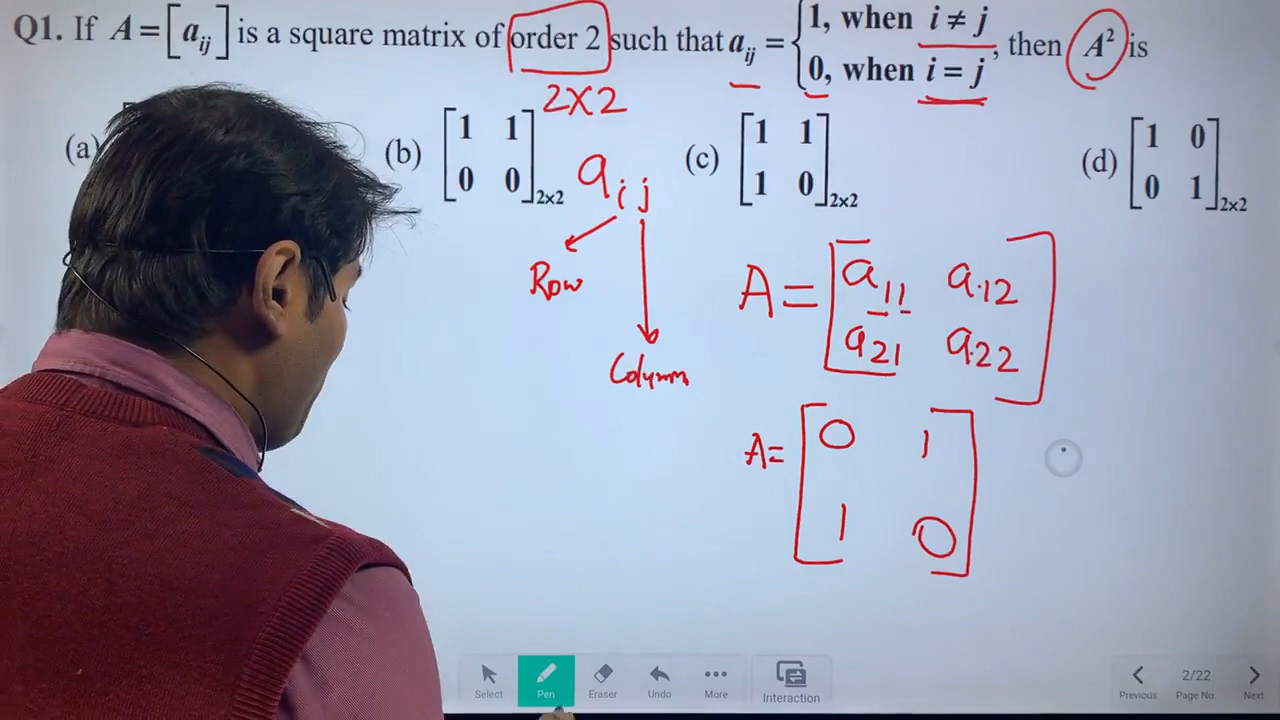 Q1. If A = [a_ij] is a square matrix of order 2 such that a_ij = {1, when i ≠ j
0, when i = j, then A² is
2×2
(a)
(b) [1 1
0 0]2×2
(c) [1 1
1 0]2×2
(d) [1 0
0 1]2×2
a i j
Row
Column
A = [a11 a12
a21 a22]
A = [0 1
1 0]
Select Pen Eraser Undo More Interaction
Previous 2/22 Page No. Next